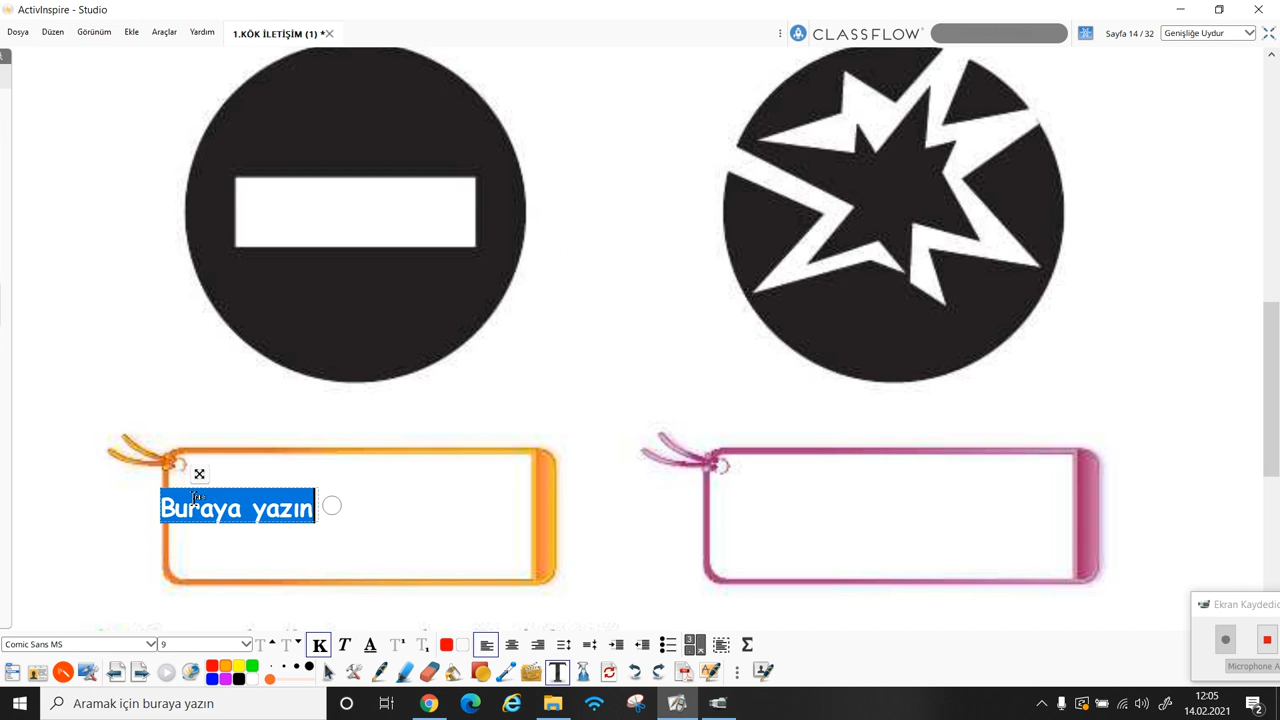 ActivInspire - Studio
Dosya Düzen Görünüm Ekle Araçlar Yardım
1.KÖK İLETİŞİM (1) *
CLASSFLOW
Sayfa 14 / 32
Genişliğe Uydur
Buraya yazın
Ekran Kaydedic
Microphone A
Comic Sans MS
9
Aramak için buraya yazın
12:05
14.02.2021
2